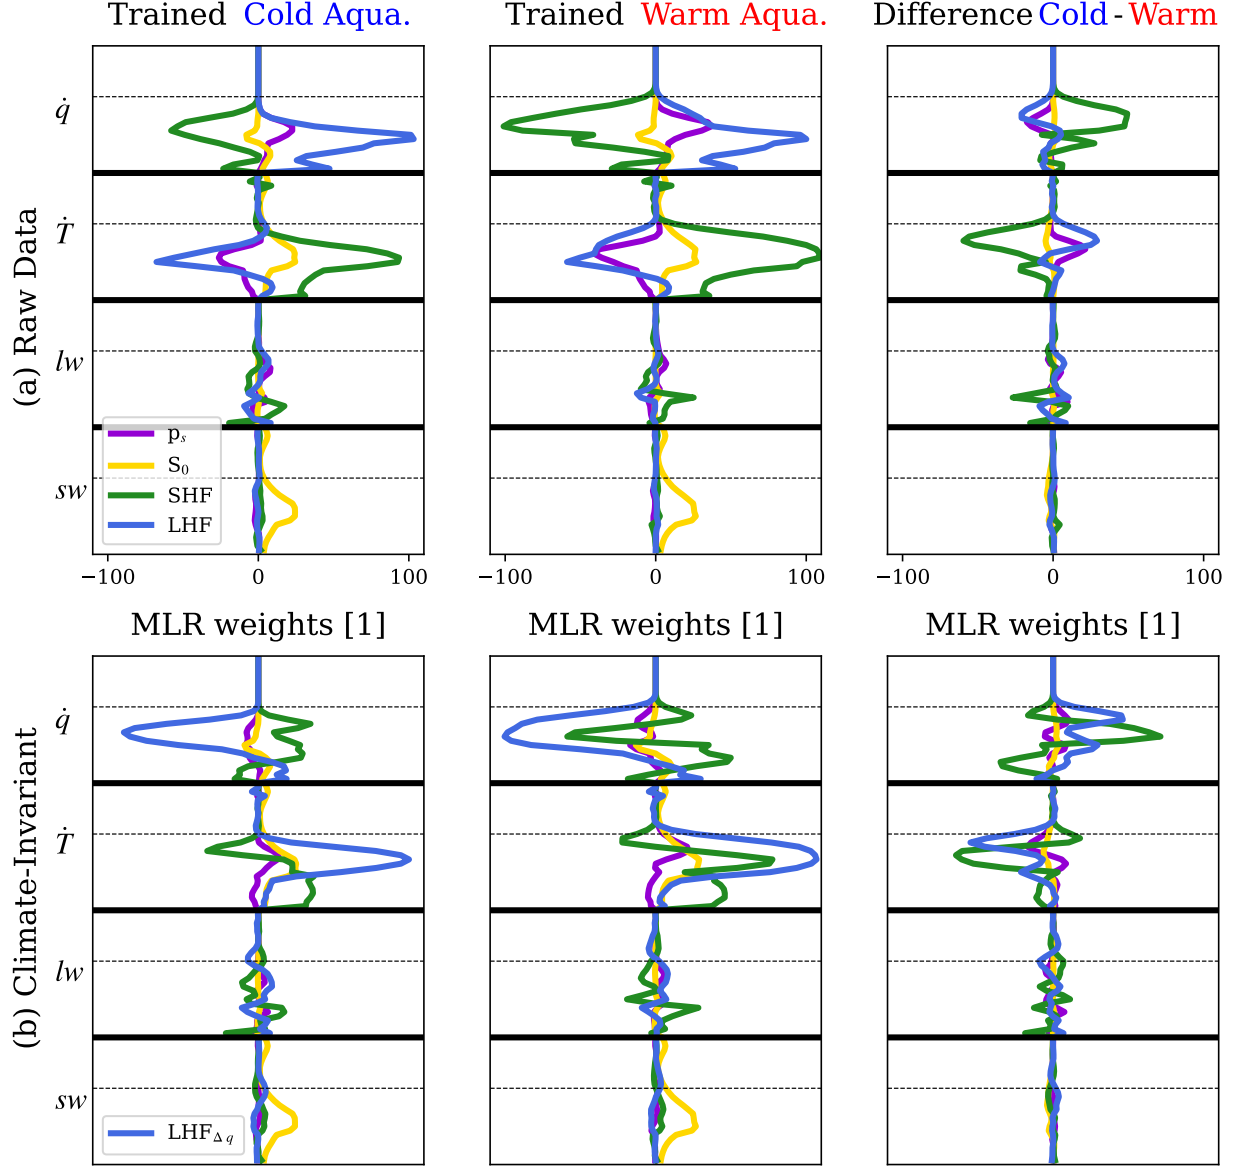 Trained Cold Aqua.
Trained Warm Aqua.
Difference Cold - Warm
(a) Raw Data
q̇
Ṫ
lw
sw
pₛ
S₀
SHF
LHF
−100 0 100
−100 0 100
−100 0 100
MLR weights [1]
MLR weights [1]
MLR weights [1]
(b) Climate-Invariant
q̇
Ṫ
lw
sw
LHF_Δq